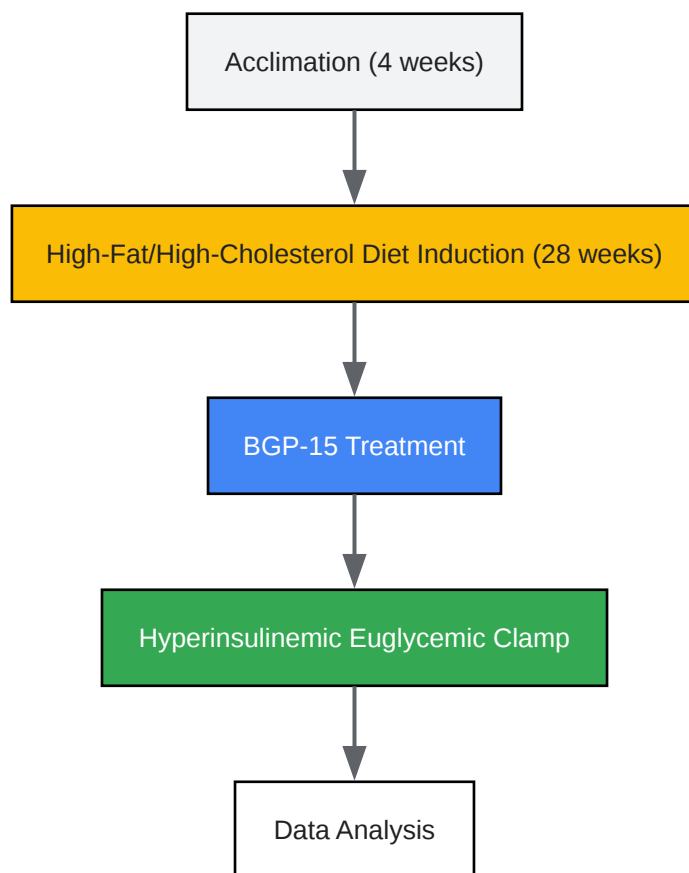 Acclimation (4 weeks)
High-Fat/High-Cholesterol Diet Induction (28 weeks)
BGP-15 Treatment
Hyperinsulinemic Euglycemic Clamp
Data Analysis